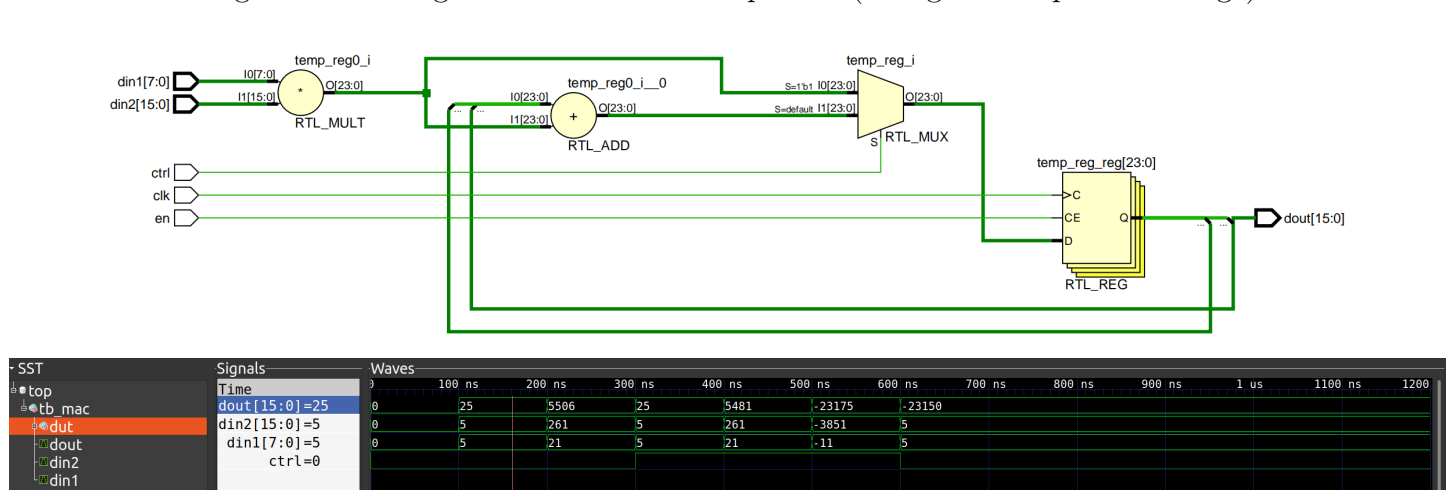 temp_reg0_i
temp_reg_i
din1[7:0]
I0[7:0]
din2[15:0]
I1[15:0]
*
O[23:0]
RTL_MULT
temp_reg0_i__0
I0[23:0]
...
...
I1[23:0]
+
O[23:0]
RTL_ADD
S=1'b1 I0[23:0]
S=default I1[23:0]
O[23:0]
S
RTL_MUX
ctrl
clk
en
temp_reg_reg[23:0]
C
CE
D
Q
RTL_REG
...
...
dout[15:0]
SST
Signals
Waves
top
tb_mac
dut
dout
din2
din1
Time
dout[15:0]=25
din2[15:0]=5
din1[7:0]=5
ctrl=0
100 ns 200 ns 300 ns 400 ns 500 ns 600 ns 700 ns 800 ns 900 ns 1 us 1100 ns 1200
0 25 5506 25 5481 -23175 -23150
0 5 261 5 261 -3851 5
0 5 21 5 21 -11 5